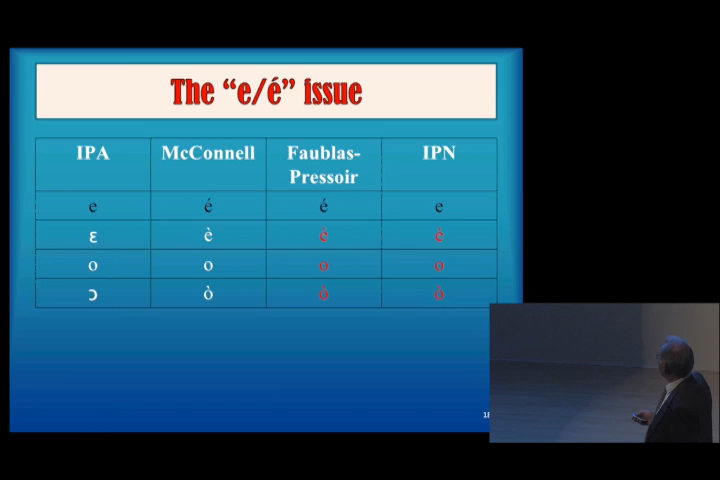 The “e/é” issue
IPA McConnell Faublas-Pressoir IPN
e é é e
ɛ è è è
o o o o
ɔ ò ò ò